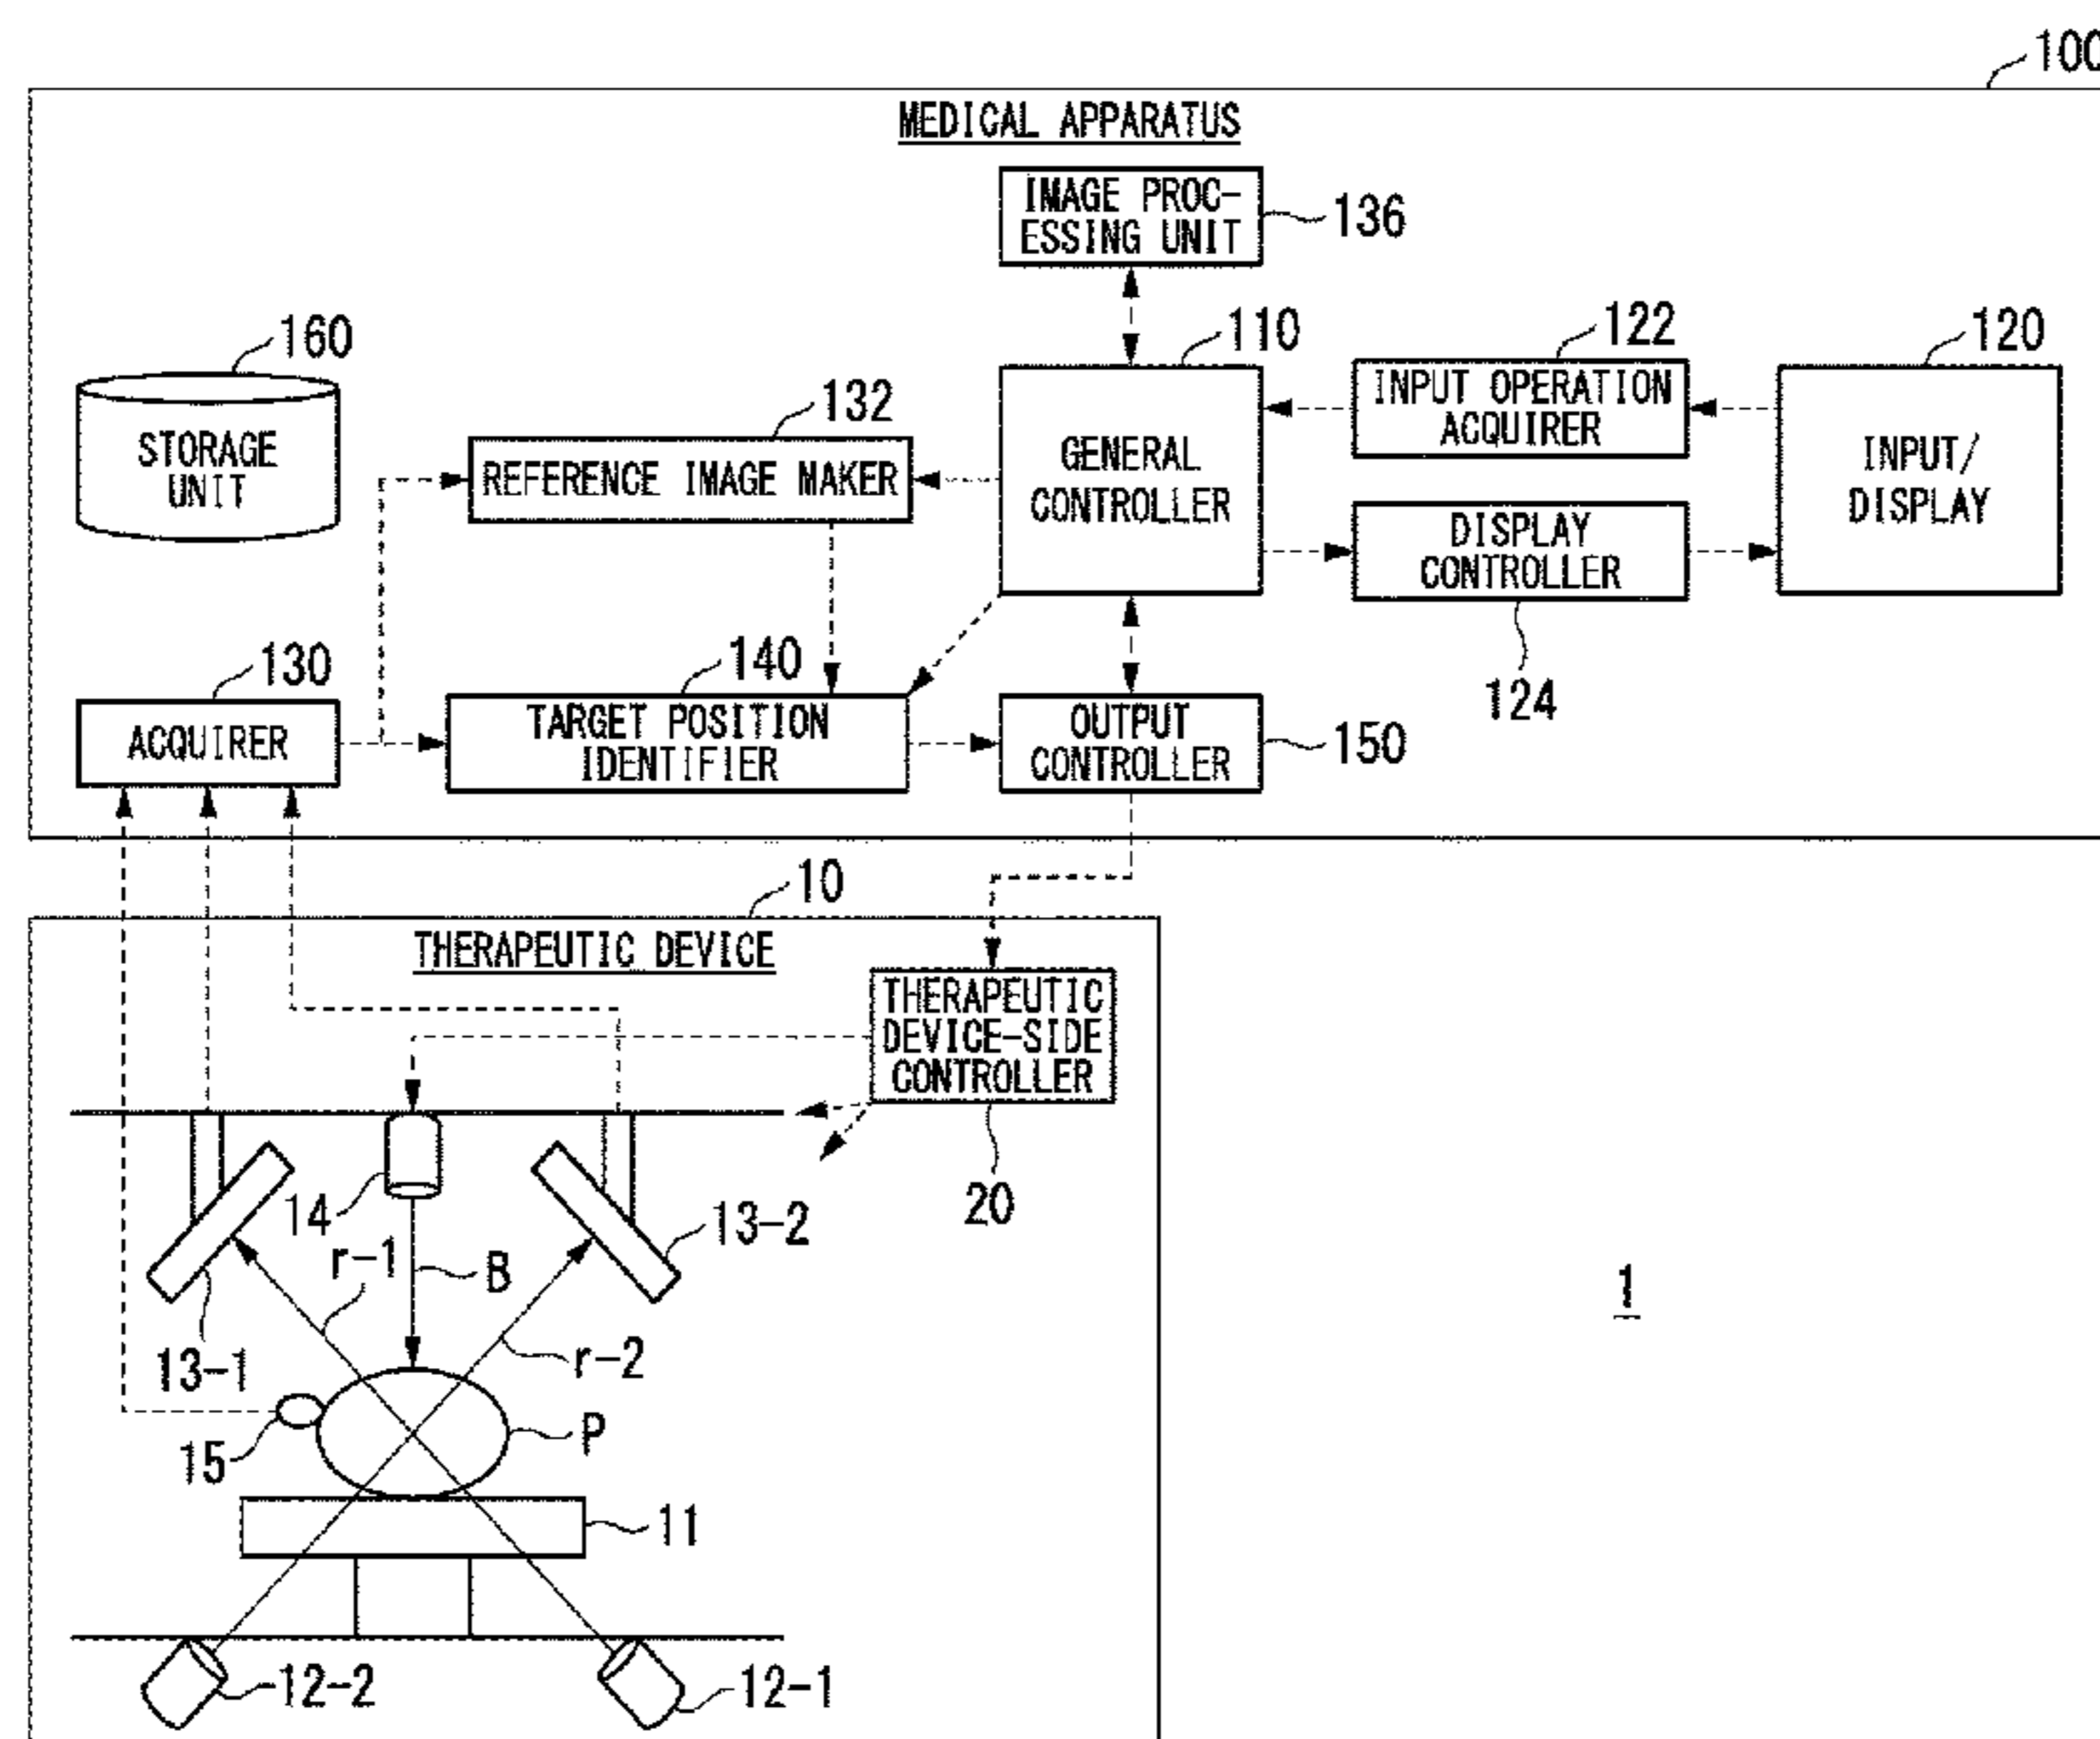 100
MEDICAL APPARATUS
IMAGE PROC-
ESSING UNIT
136
160
STORAGE
UNIT
132
REFERENCE IMAGE MAKER
110
GENERAL
CONTROLLER
122
INPUT OPERATION
ACQUIRER
120
INPUT/
DISPLAY
DISPLAY
CONTROLLER
124
130
ACQUIRER
140
TARGET POSITION
IDENTIFIER
OUTPUT
CONTROLLER
150
10
THERAPEUTIC DEVICE
THERAPEUTIC
DEVICE-SIDE
CONTROLLER
20
14
13-2
r-1
B
13-1
r-2
15
P
11
12-2
12-1
1